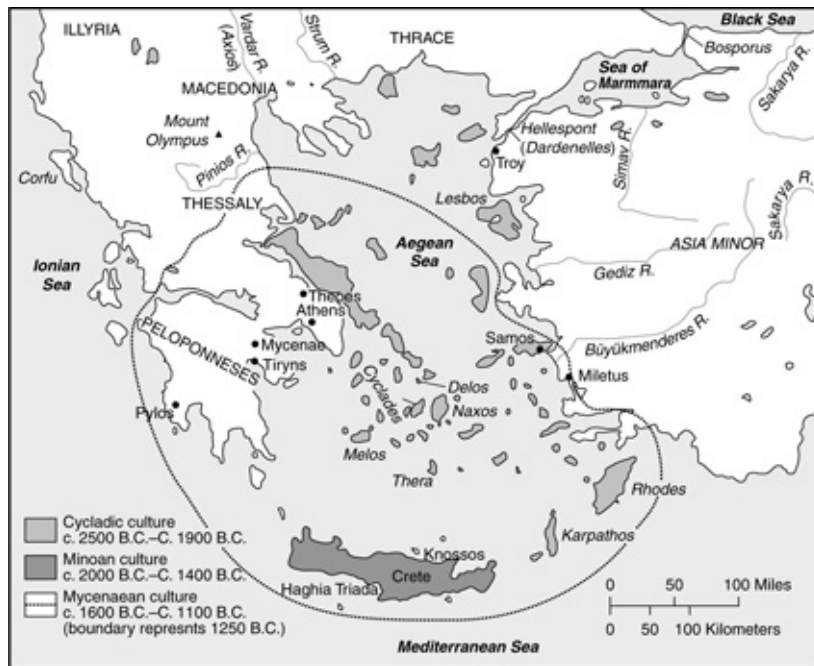 Black Sea
ILLYRIA
Vardar R.
(Axios)
Strum R.
THRACE
Bosporus
Sea of
Marmmara
Sakarya R.
MACEDONIA
Mount
Olympus
Hellespont
(Dardenelles)
Troy
Simav R.
Pinios R.
Corfu
THESSALY
Lesbos
Sakarya R.
Aegean
Sea
ASIA MINOR
Ionian
Sea
Gediz R.
Thebes
Athens
PELOPONNESES
Mycenae
Tiryns
Samos
Büyükmenderes R.
Miletus
Delos
Cyclades
Naxos
Pylos
Melos
Thera
Rhodes
Karpathos
Knossos
Crete
Haghia Triada
Cycladic culture
c. 2500 B.C.–C. 1900 B.C.
Minoan culture
c. 2000 B.C.–C. 1400 B.C.
Mycenaean culture
c. 1600 B.C.–C. 1100 B.C.
(boundary represnts 1250 B.C.)
0 50 100 Miles
0 50 100 Kilometers
Mediterranean Sea